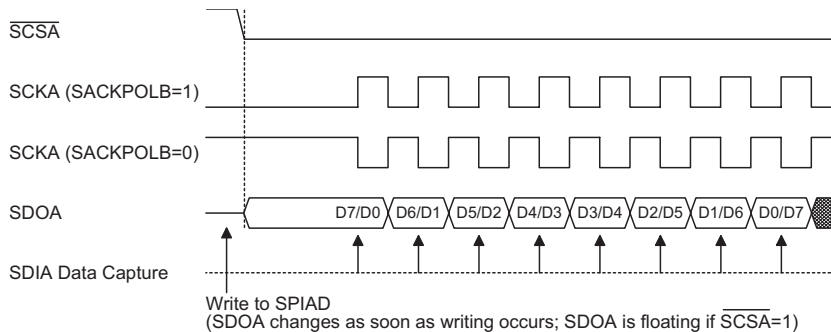 SCSA
SCKA (SACKPOLB=1)
SCKA (SACKPOLB=0)
SDOA D7/D0 D6/D1 D5/D2 D4/D3 D3/D4 D2/D5 D1/D6 D0/D7
SDIA Data Capture
Write to SPIAD
(SDOA changes as soon as writing occurs; SDOA is floating if SCSA=1)